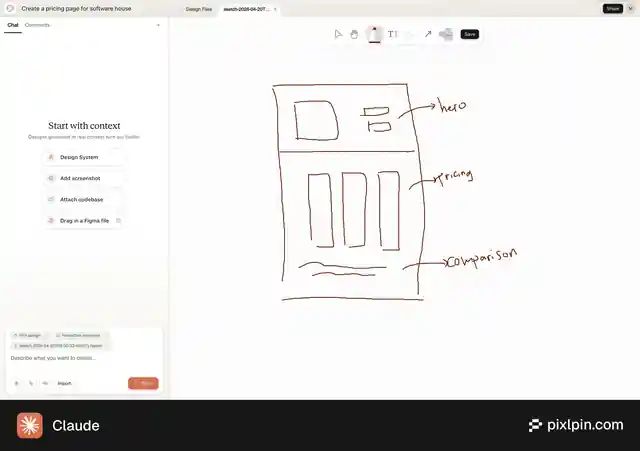 Create a pricing page for software house
Design Files
sketch-2026-04-20T...
Share
Chat
Comments
T
Save
Start with context
Design System
Add screenshot
Attach codebase
Drag in a Figma file
Describe what you want to create...
Import
hero
pricing
comparison
Claude
pixlpin.com